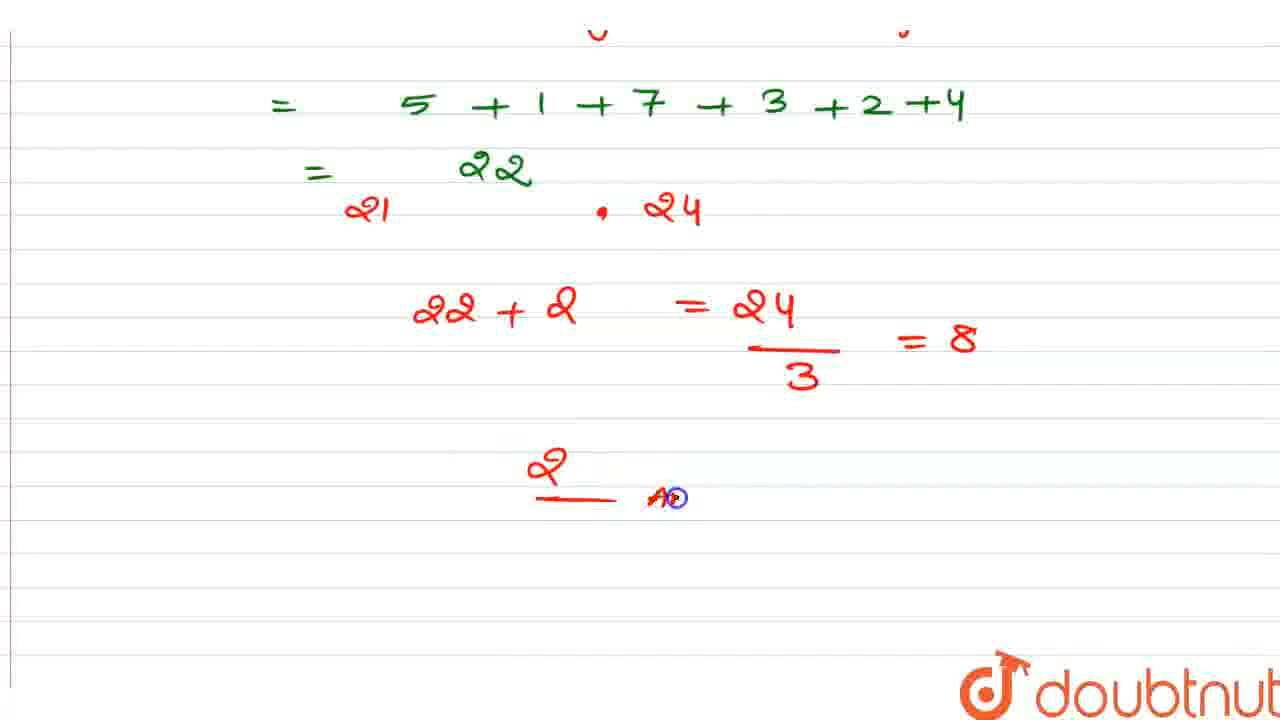 = 5 + 1 + 7 + 3 + 2 + 4
= 22
21 . 24
22 + 2 = 24/3 = 8
2
doubtnut